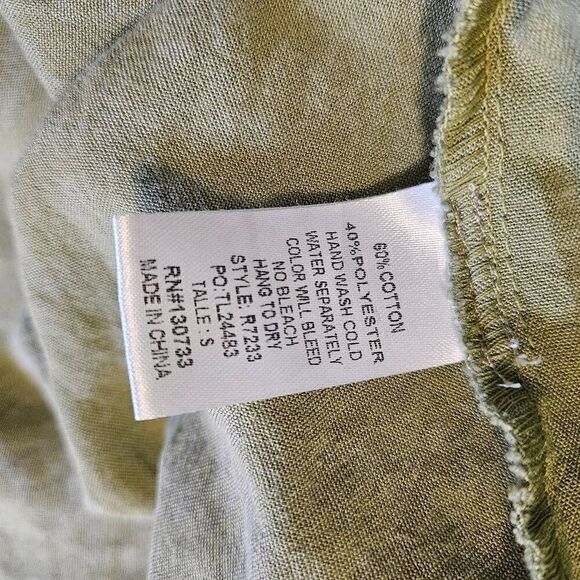 60%COTTON
40%POLYESTER
HAND WASH COLD
WATER SEPARATELY
COLOR WILL BLEED
NO BLEACH
HANG TO DRY
STYLE: R7233
PO:TL24483
TALLE : S
RN#130733
MADE IN CHINA